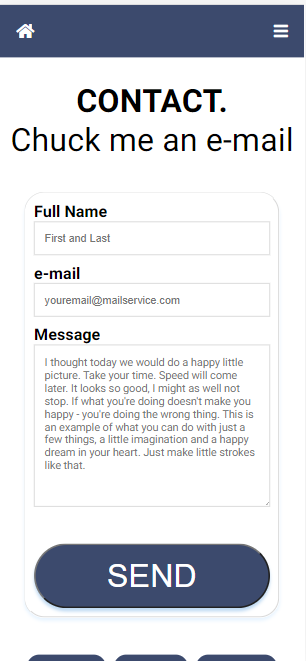 CONTACT.
Chuck me an e-mail
Full Name
First and Last
e-mail
youremail@mailservice.com
Message
I thought today we would do a happy little
picture. Take your time. Speed will come
later. It looks so good, I might as well not
stop. If what you're doing doesn't make you
happy - you're doing the wrong thing. This is
an example of what you can do with just a
few things, a little imagination and a happy
dream in your heart. Just make little strokes
like that.
SEND